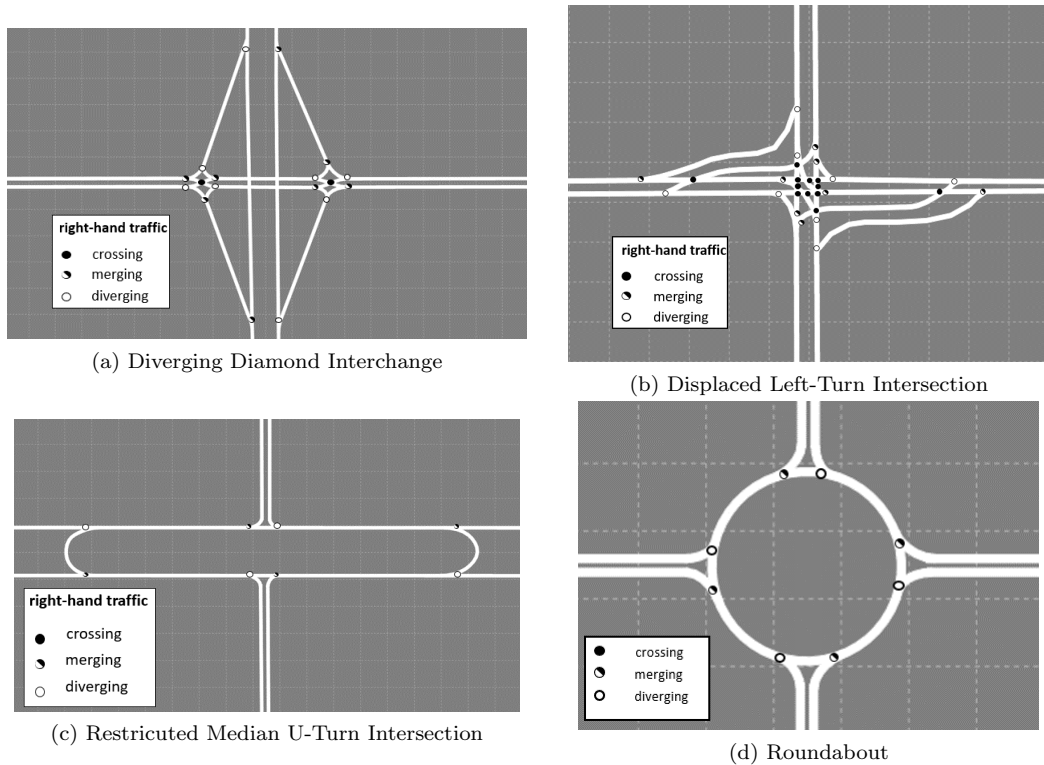 right-hand traffic
crossing
merging
diverging
(a) Diverging Diamond Interchange
right-hand traffic
crossing
merging
diverging
(b) Displaced Left-Turn Intersection
right-hand traffic
crossing
merging
diverging
(c) Restricuted Median U-Turn Intersection
crossing
merging
diverging
(d) Roundabout